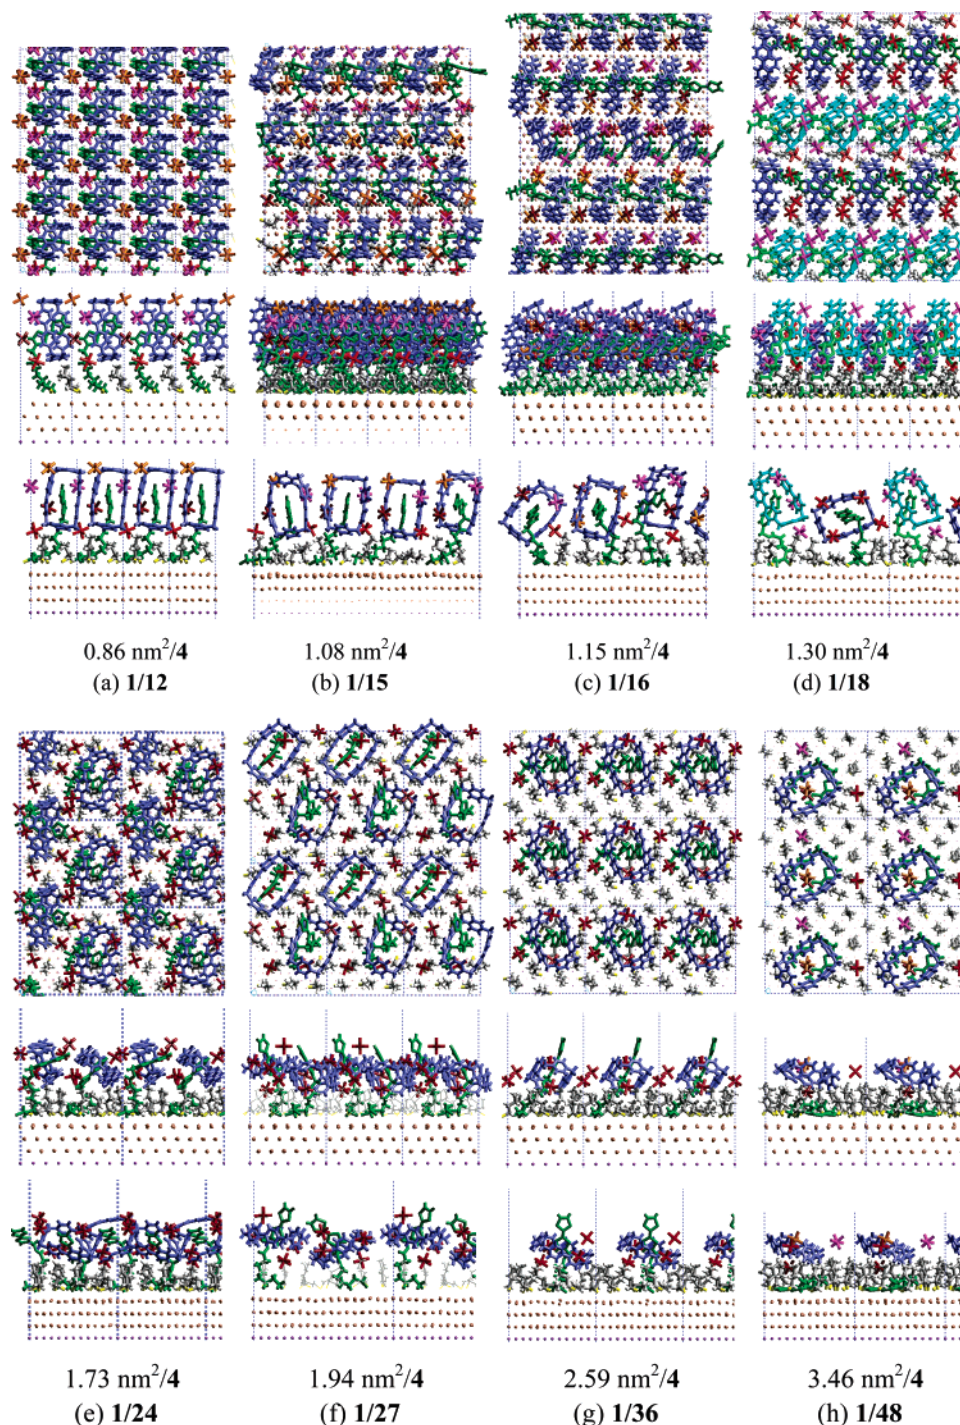 0.86 nm²/4 1.08 nm²/4 1.15 nm²/4 1.30 nm²/4
(a) 1/12 (b) 1/15 (c) 1/16 (d) 1/18
1.73 nm²/4 1.94 nm²/4 2.59 nm²/4 3.46 nm²/4
(e) 1/24 (f) 1/27 (g) 1/36 (h) 1/48